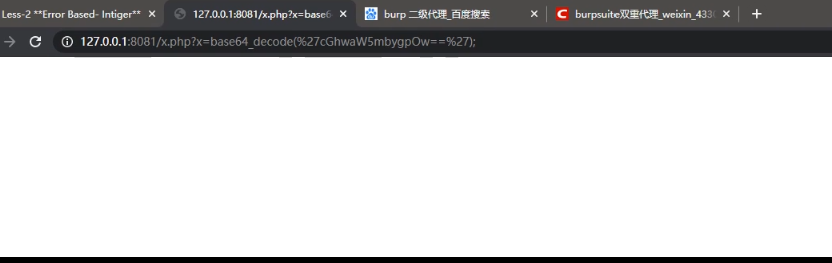 Less-2 **Error Based- Intiger**
127.0.0.1:8081/x.php?x=base6
burp 二级代理_百度搜索
burpsuite双重代理_weixin_433
127.0.0.1:8081/x.php?x=base64_decode(%27cGhwaW5mbygpOw==%27);